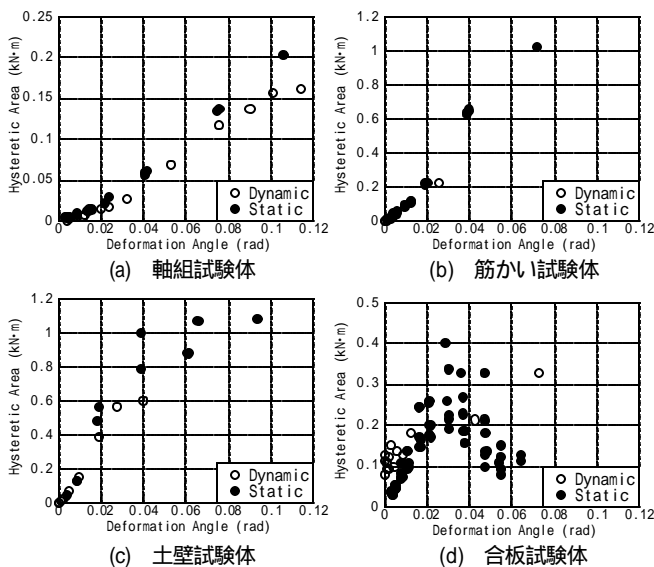 0.25
0.2
0.15
0.1
0.05
0
Hysteretic Area (kN･m)
Dynamic
Static
0 0.02 0.04 0.06 0.08 0.1 0.12
Deformation Angle (rad)
(a) 軸組試験体
1.2
1
0.8
0.6
0.4
0.2
0
Hysteretic Area (kN･m)
Dynamic
Static
0 0.02 0.04 0.06 0.08 0.1 0.12
Deformation Angle (rad)
(b) 筋かい試験体
1.2
1
0.8
0.6
0.4
0.2
0
Hysteretic Area (kN･m)
Dynamic
Static
0 0.02 0.04 0.06 0.08 0.1 0.12
Deformation Angle (rad)
(c) 土壁試験体
0.5
0.4
0.3
0.2
0.1
0
Hysteretic Area (kN･m)
Dynamic
Static
0 0.02 0.04 0.06 0.08 0.1 0.12
Deformation Angle (rad)
(d) 合板試験体